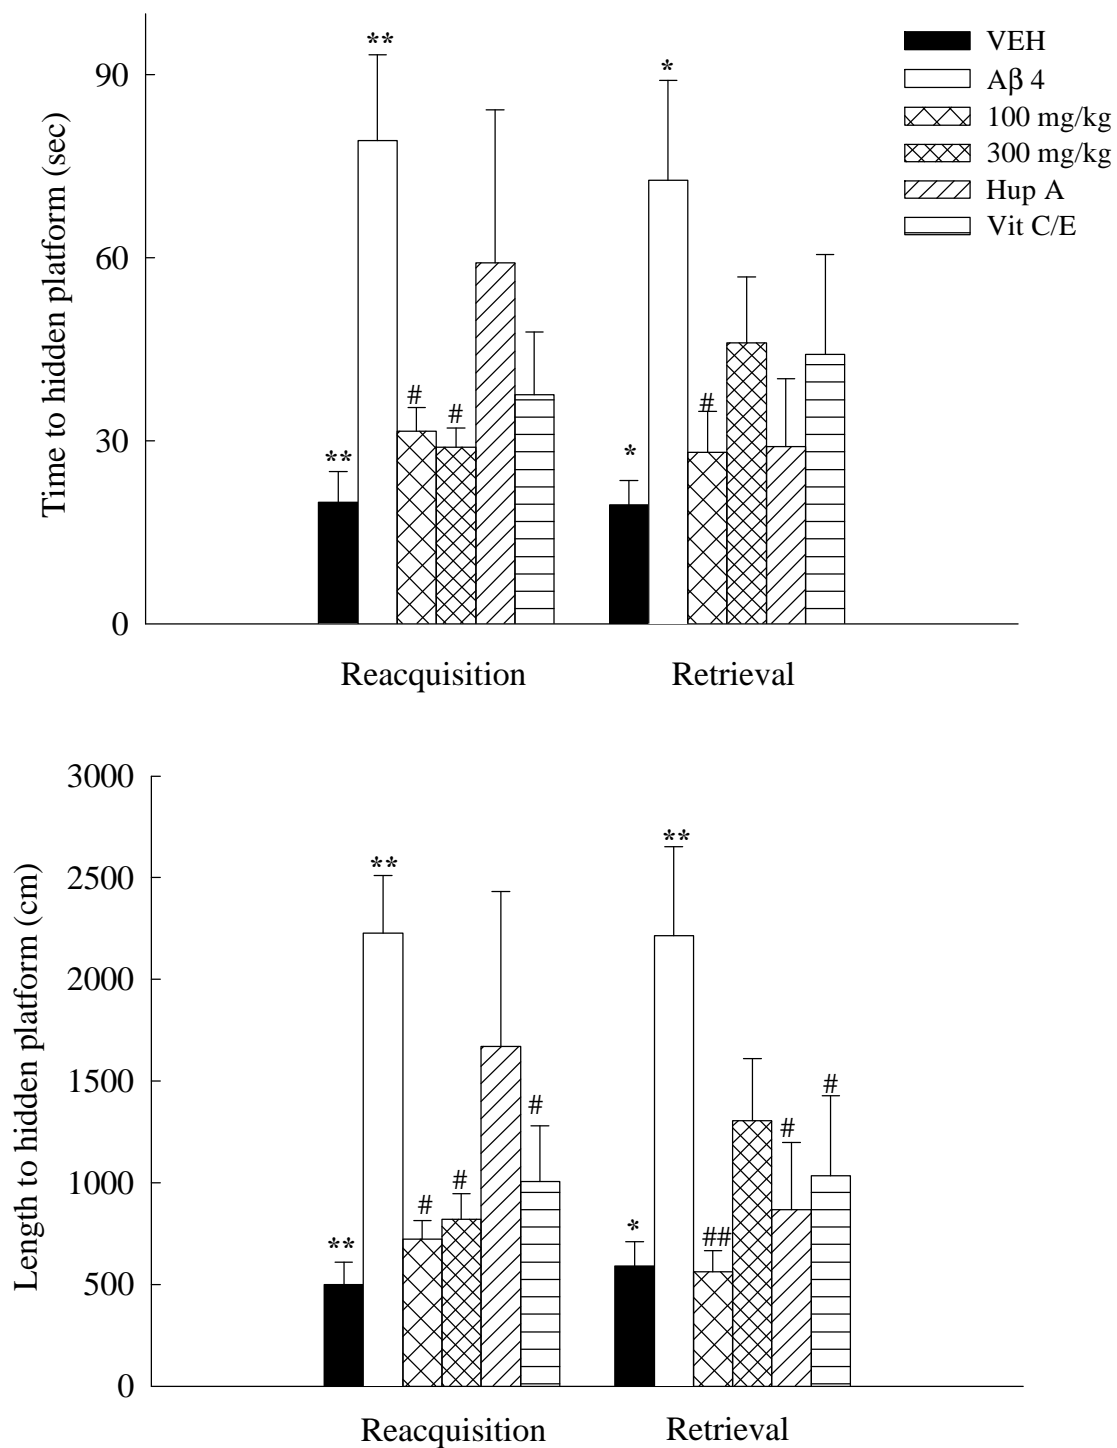 **
90
*
VEH
Aβ 4
100 mg/kg
300 mg/kg
Hup A
Vit C/E
Time to hidden platform (sec)
60
#
#
#
30
**
*
0
Reacquisition
Retrieval
3000
**
**
2500
Length to hidden platform (cm)
2000
1500
#
#
#
1000
#
#
**
*
##
500
0
Reacquisition
Retrieval